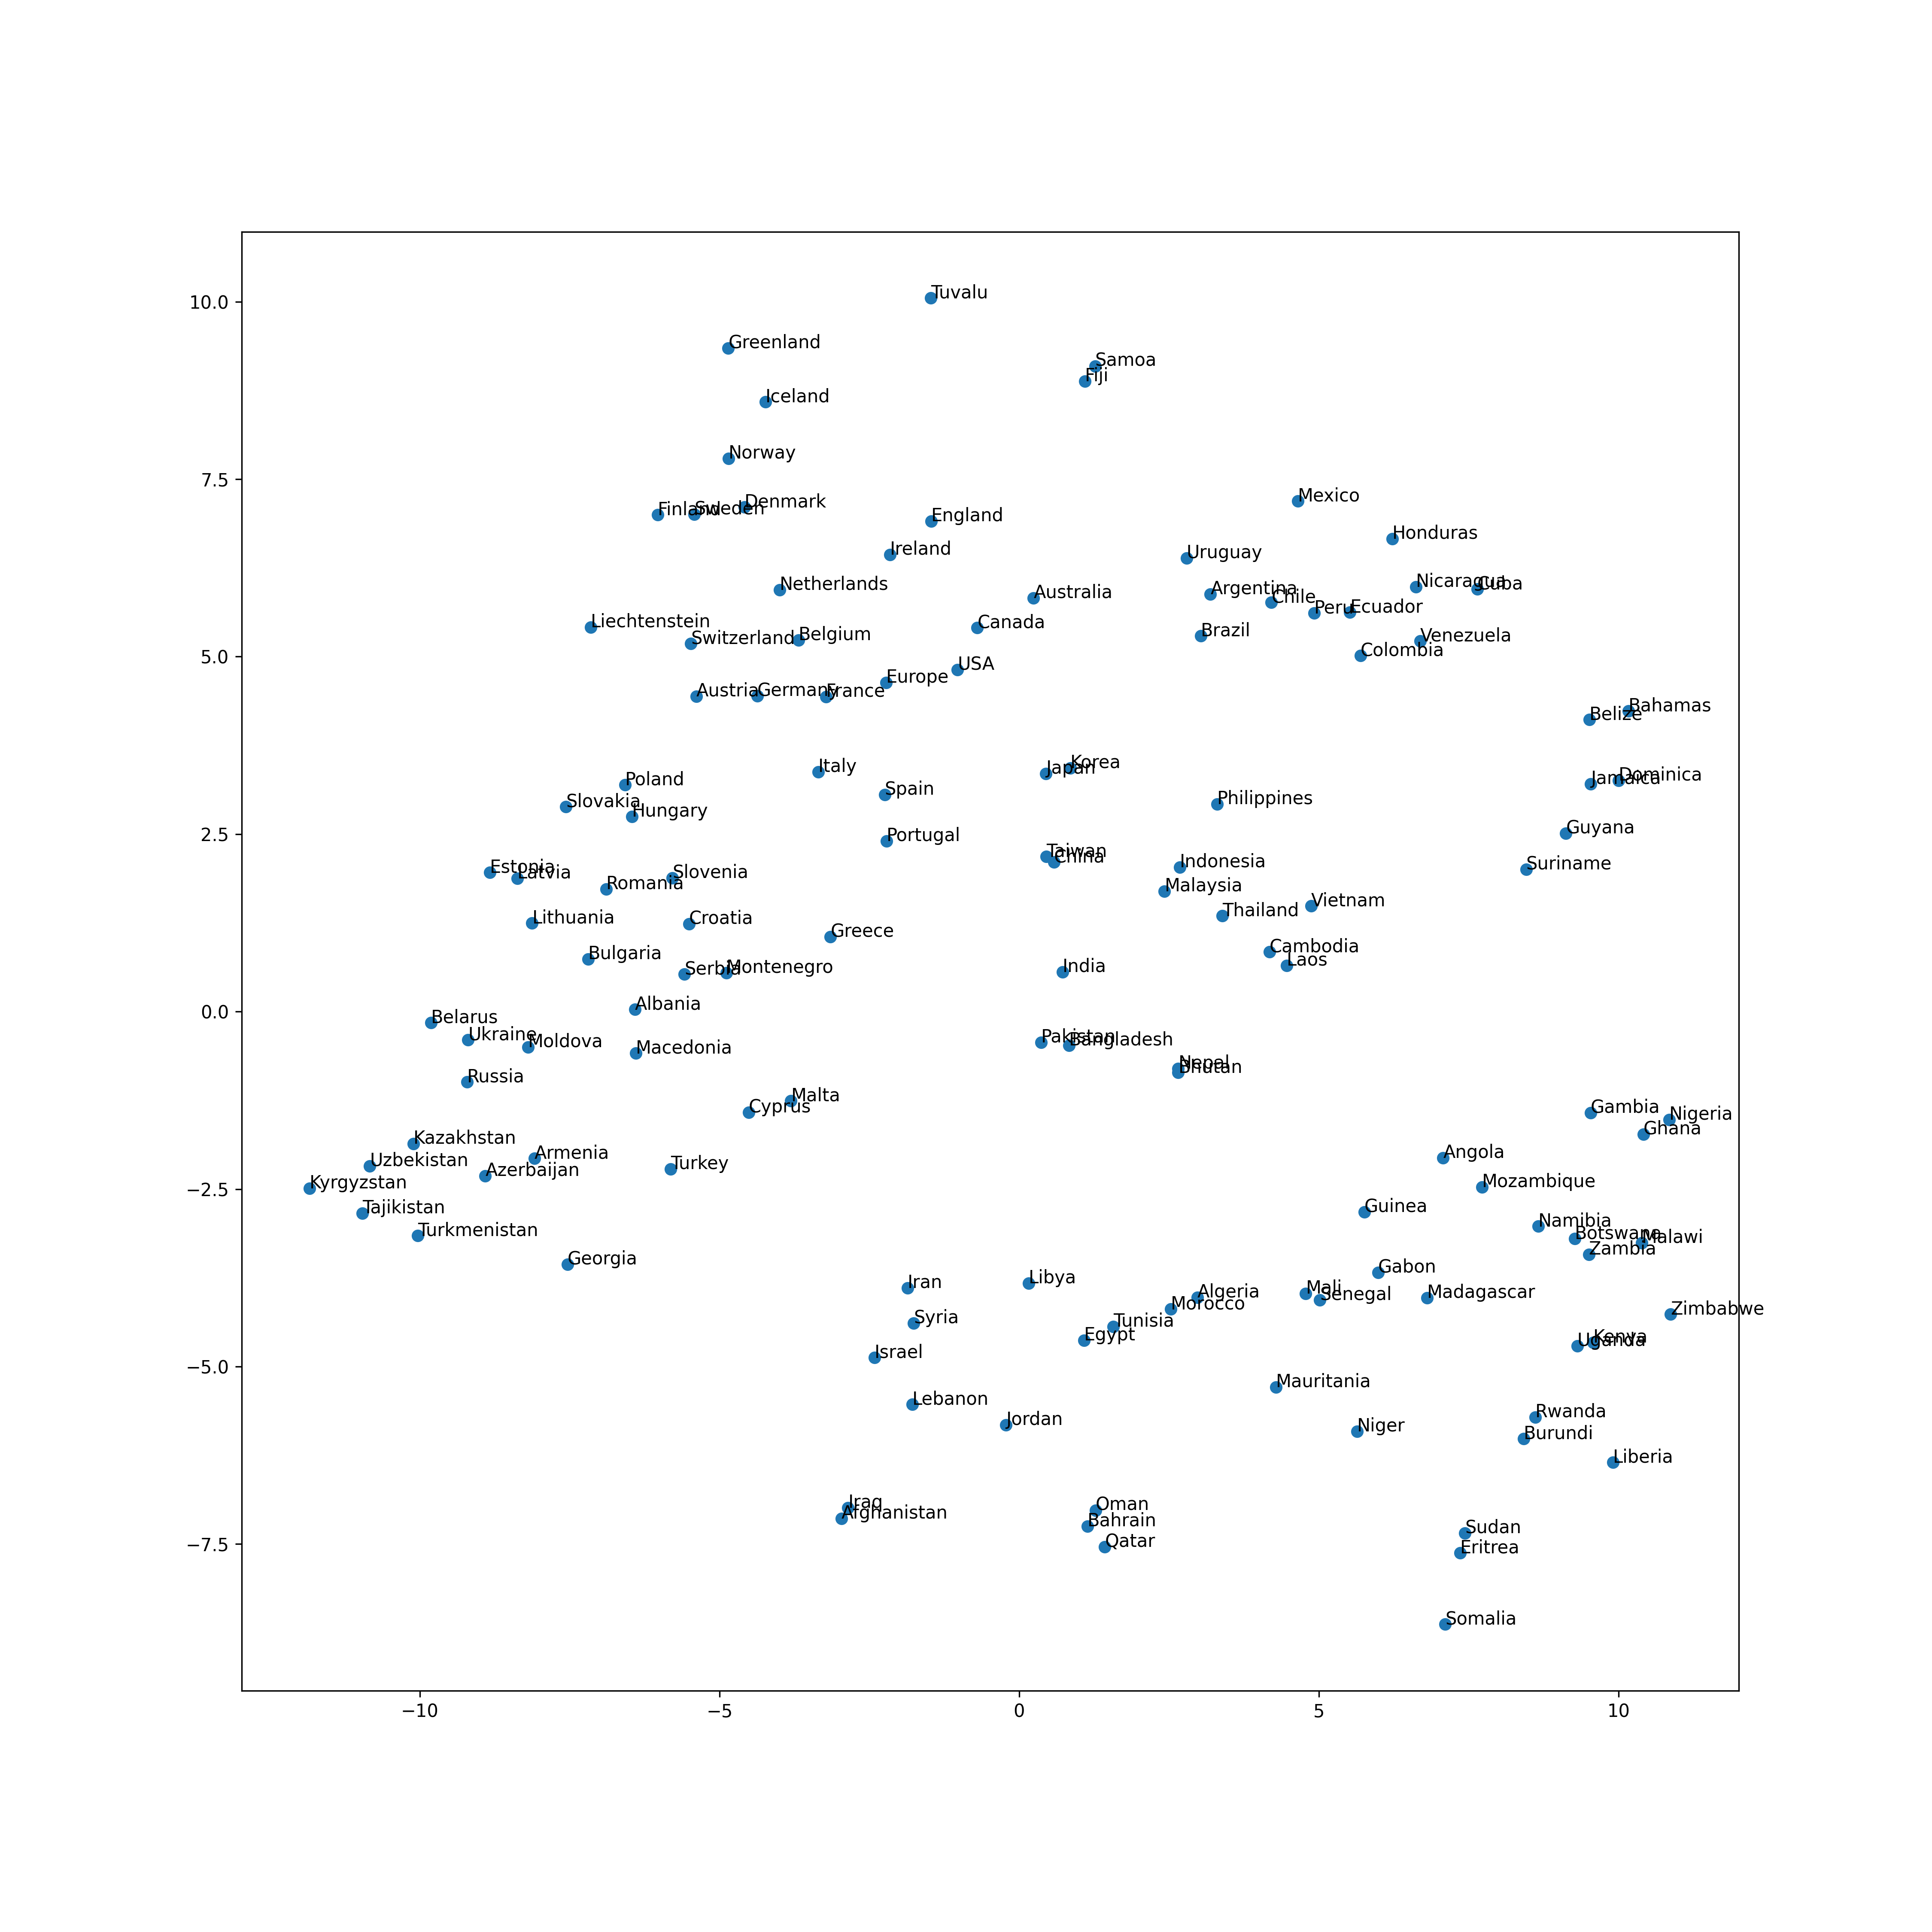 10.0
7.5
5.0
2.5
0.0
−2.5
−5.0
−7.5
Tuvalu
Greenland
Samoa
Fiji
Iceland
Norway
Mexico
Denmark
Sweden
Finland
England
Honduras
Ireland
Uruguay
Netherlands
Nicaragua
Cuba
Australia
Argentina
Chile
Peru
Ecuador
Liechtenstein
Canada
Brazil
Switzerland
Belgium
Venezuela
Colombia
USA
Europe
Austria
Germany
France
Bahamas
Belize
Italy
Japan
Korea
Dominica
Jamaica
Poland
Spain
Philippines
Slovakia
Hungary
Guyana
Portugal
Taiwan
China
Indonesia
Suriname
Estonia
Latvia
Slovenia
Romania
Malaysia
Vietnam
Thailand
Lithuania
Croatia
Greece
Cambodia
Laos
Bulgaria
Serbia
Montenegro
India
Albania
Belarus
Ukraine
Moldova
Macedonia
Pakistan
Bangladesh
Nepal
Bhutan
Russia
Malta
Cyprus
Gambia
Nigeria
Ghana
Kazakhstan
Armenia
Uzbekistan
Azerbaijan
Turkey
Angola
Kyrgyzstan
Mozambique
Tajikistan
Guinea
Turkmenistan
Namibia
Botswana
Malawi
Zambia
Georgia
Gabon
Iran
Libya
Algeria
Morocco
Mali
Senegal
Madagascar
Zimbabwe
Syria
Tunisia
Egypt
Kenya
Uganda
Israel
Mauritania
Lebanon
Jordan
Niger
Rwanda
Burundi
Liberia
Iraq
Afghanistan
Oman
Bahrain
Qatar
Sudan
Eritrea
Somalia
−10
−5
0
5
10